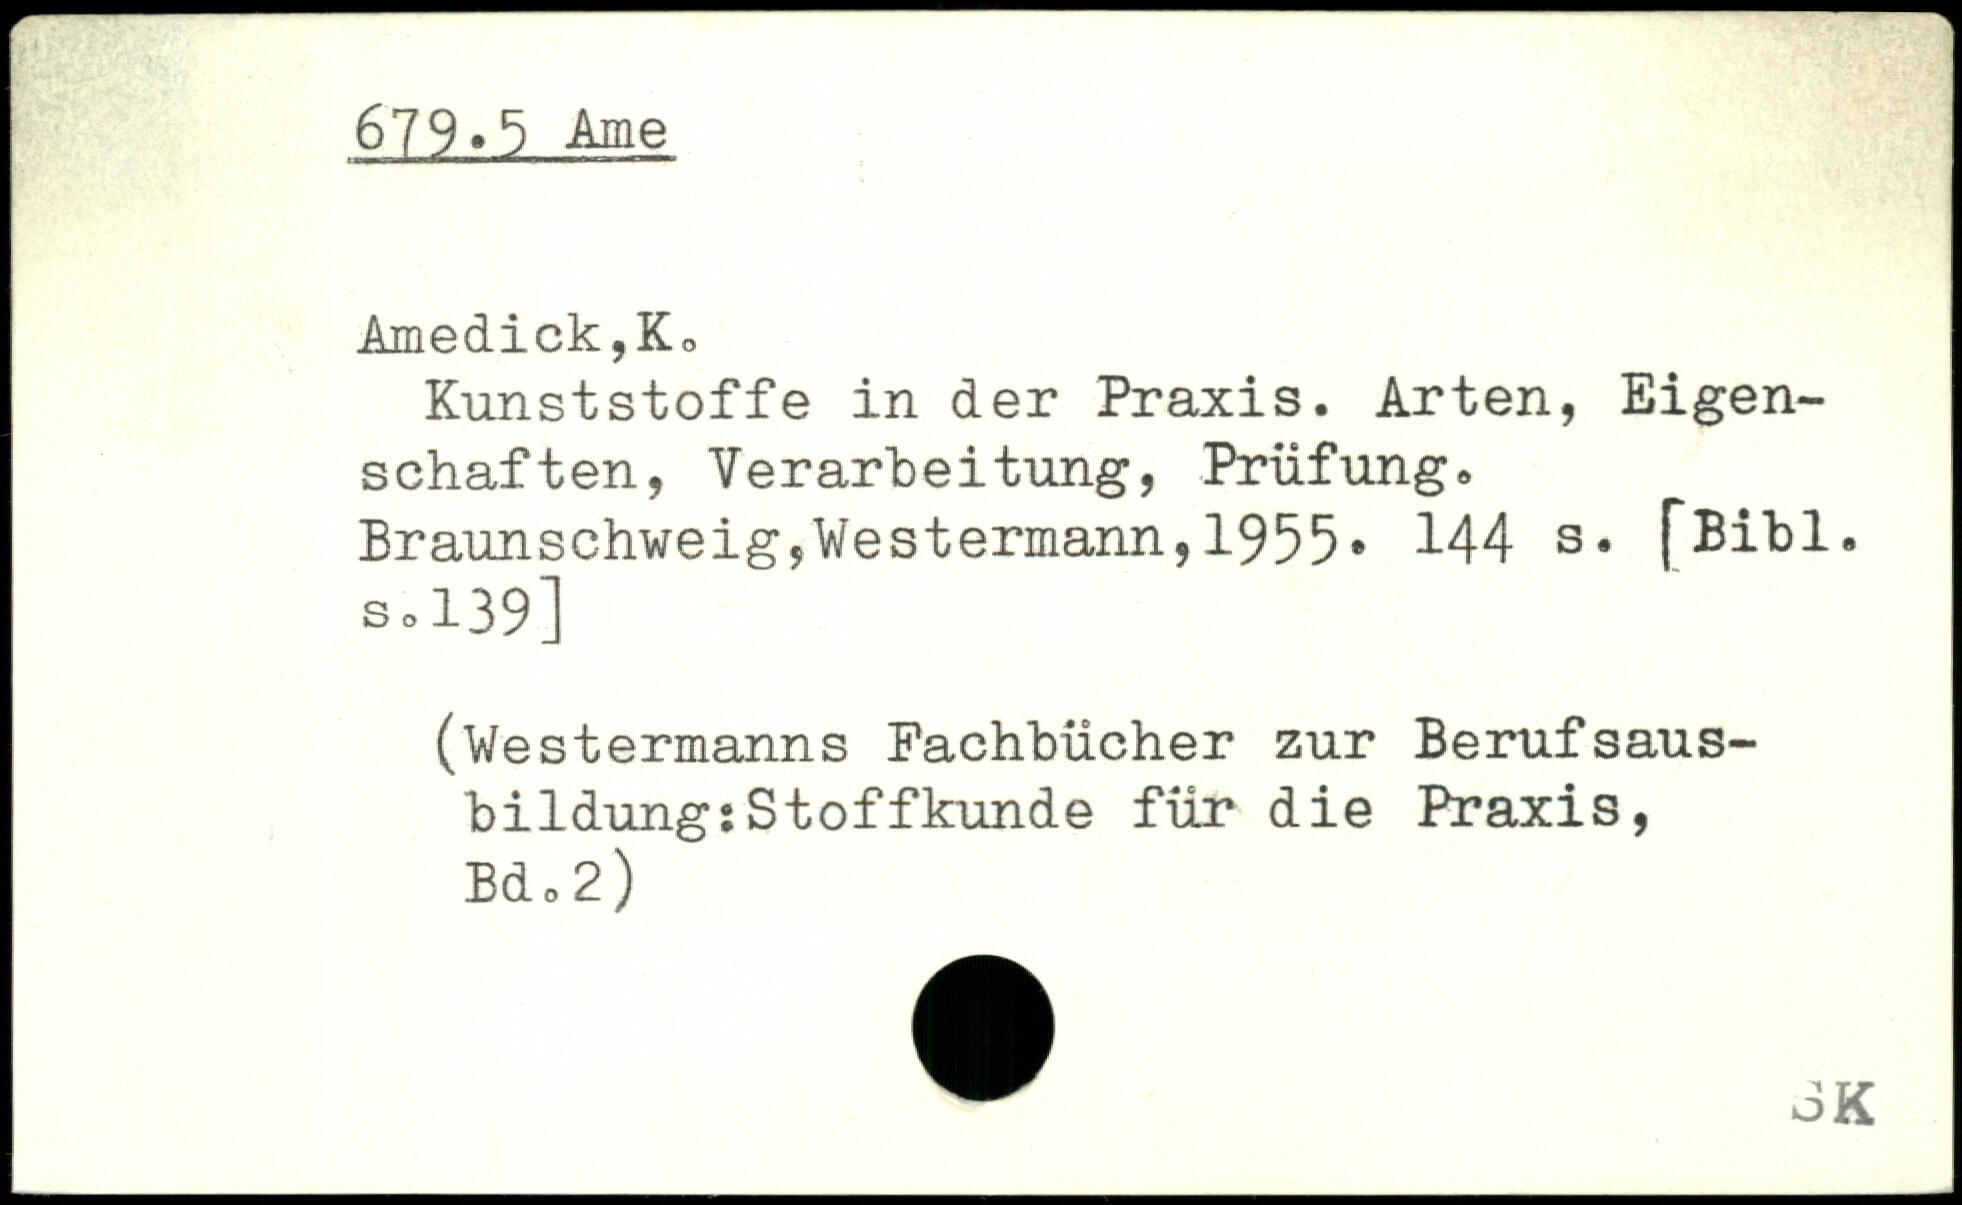 679.5 Ame
Amedick,K.
Kunststoffe in der Praxis. Arten, Eigen-
schaften, Verarbeitung, Prüfung.
Braunschweig,Westermann,1955. 144 s. [Bibl.
s.139]
(Westermanns Fachbücher zur Berufsaus-
bildung:Stoffkunde für die Praxis,
Bd.2)
SK